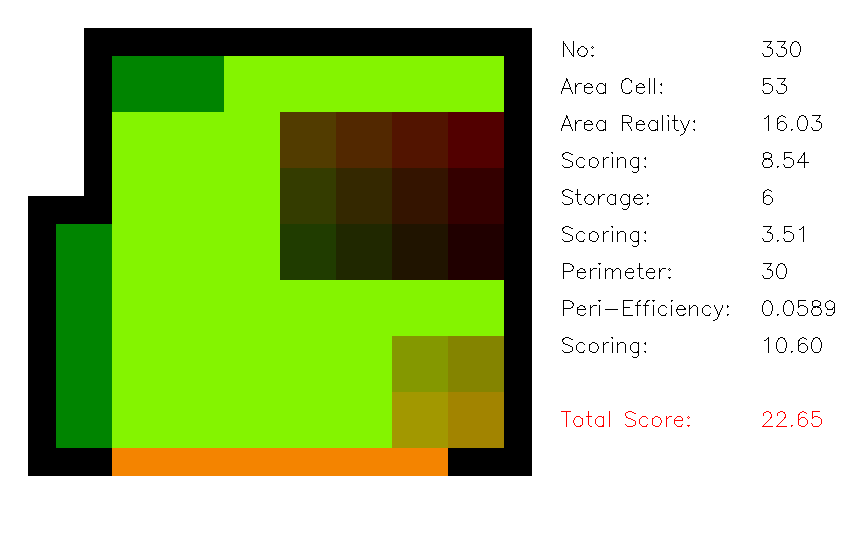 No: 330
Area Cell: 53
Area Reality: 16.03
Scoring: 8.54
Storage: 6
Scoring: 3.51
Perimeter: 30
Peri-Efficiency: 0.0589
Scoring: 10.60
Total Score: 22.65